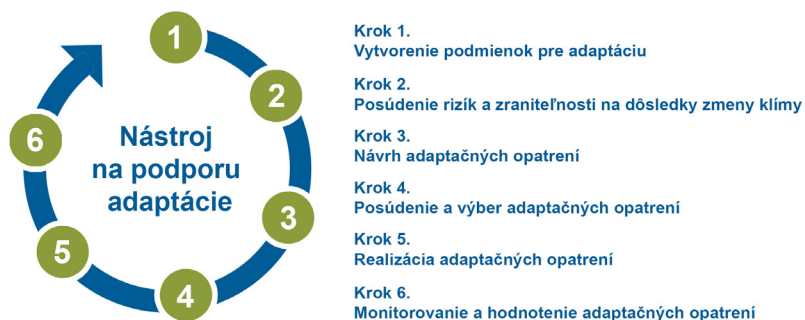 1
2
3
4
5
6
Nástroj
na podporu
adaptácie
Krok 1.
Vytvorenie podmienok pre adaptáciu
Krok 2.
Posúdenie rizík a zraniteľnosti na dôsledky zmeny klímy
Krok 3.
Návrh adaptačných opatrení
Krok 4.
Posúdenie a výber adaptačných opatrení
Krok 5.
Realizácia adaptačných opatrení
Krok 6.
Monitorovanie a hodnotenie adaptačných opatrení